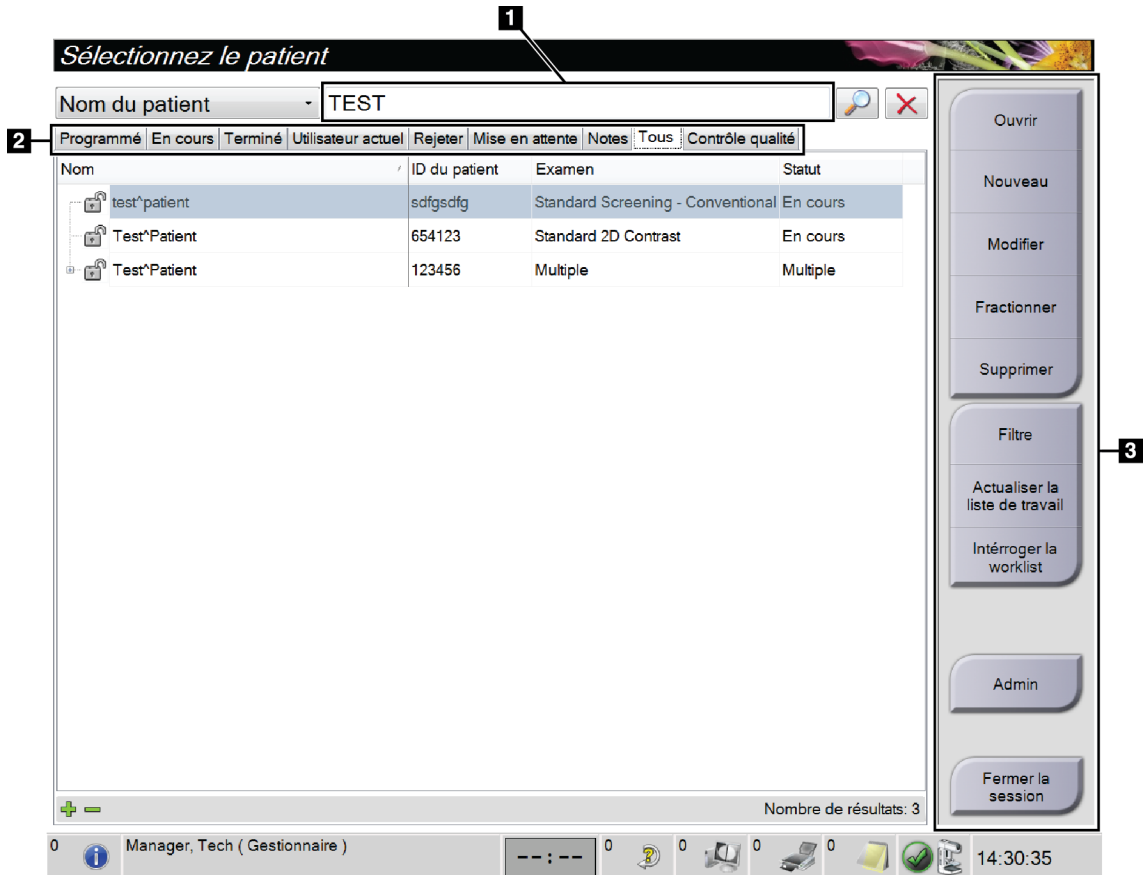 1
Sélectionnez le patient
Nom du patient
TEST
2
Programmé En cours Terminé Utilisateur actuel Rejeter Mise en attente Notes Tous Contrôle qualité
Nom ID du patient Examen Statut
test^patient sdfgsdfg Standard Screening - Conventional En cours
Test^Patient 654123 Standard 2D Contrast En cours
Test^Patient 123456 Multiple Multiple
Nombre de résultats: 3
Ouvrir
Nouveau
Modifier
Fractionner
Supprimer
Filtre
Actualiser la
liste de travail
Intérroger la
worklist
Admin
Fermer la
session
3
0 Manager, Tech ( Gestionnaire ) --:-- 0 0 0 0 14:30:35